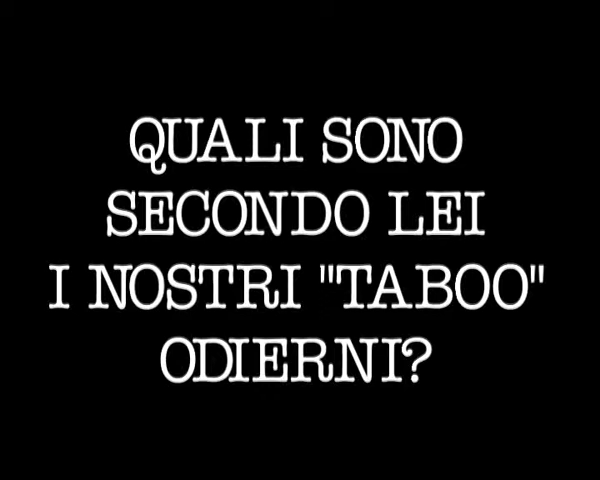 QUALI SONO
SECONDO LEI
I NOSTRI "TABOO"
ODIERNI?